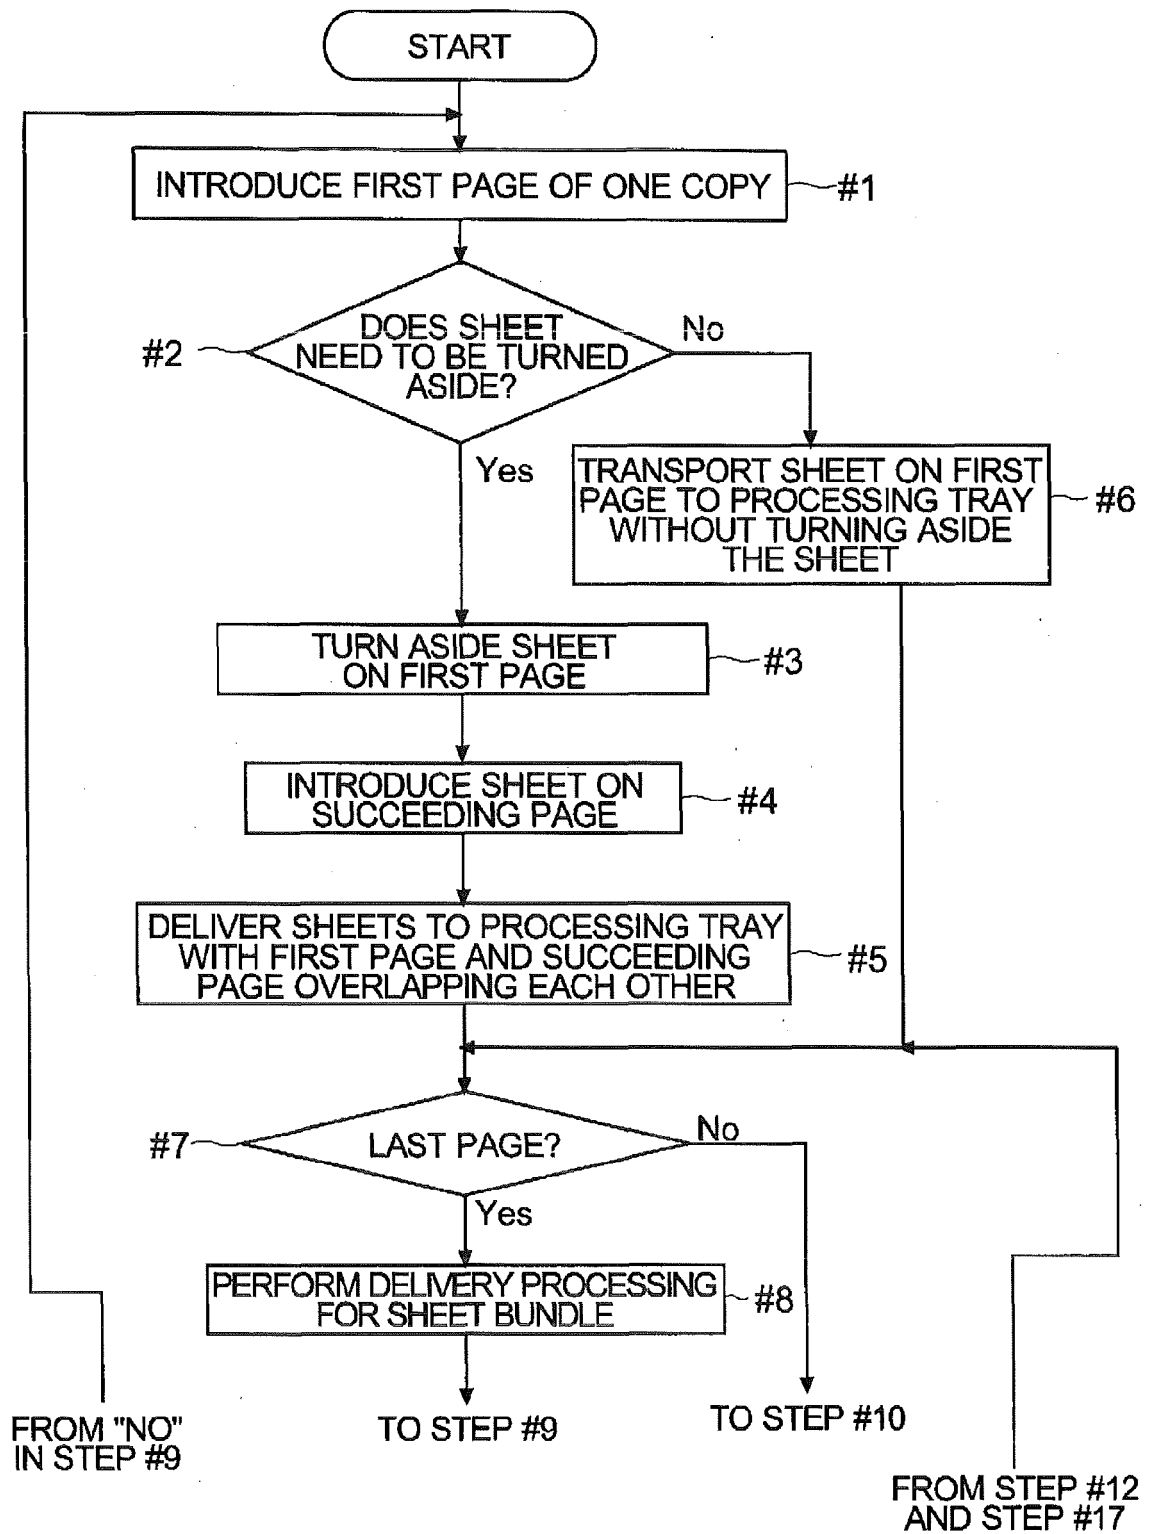 START
INTRODUCE FIRST PAGE OF ONE COPY
#1
DOES SHEET
NEED TO BE TURNED
ASIDE?
#2
No
Yes
TRANSPORT SHEET ON FIRST
PAGE TO PROCESSING TRAY
WITHOUT TURNING ASIDE
THE SHEET
#6
TURN ASIDE SHEET
ON FIRST PAGE
#3
INTRODUCE SHEET ON
SUCCEEDING PAGE
#4
DELIVER SHEETS TO PROCESSING TRAY
WITH FIRST PAGE AND SUCCEEDING
PAGE OVERLAPPING EACH OTHER
#5
#7
LAST PAGE?
No
Yes
PERFORM DELIVERY PROCESSING
FOR SHEET BUNDLE
#8
FROM "NO"
IN STEP #9
TO STEP #9
TO STEP #10
FROM STEP #12
AND STEP #17